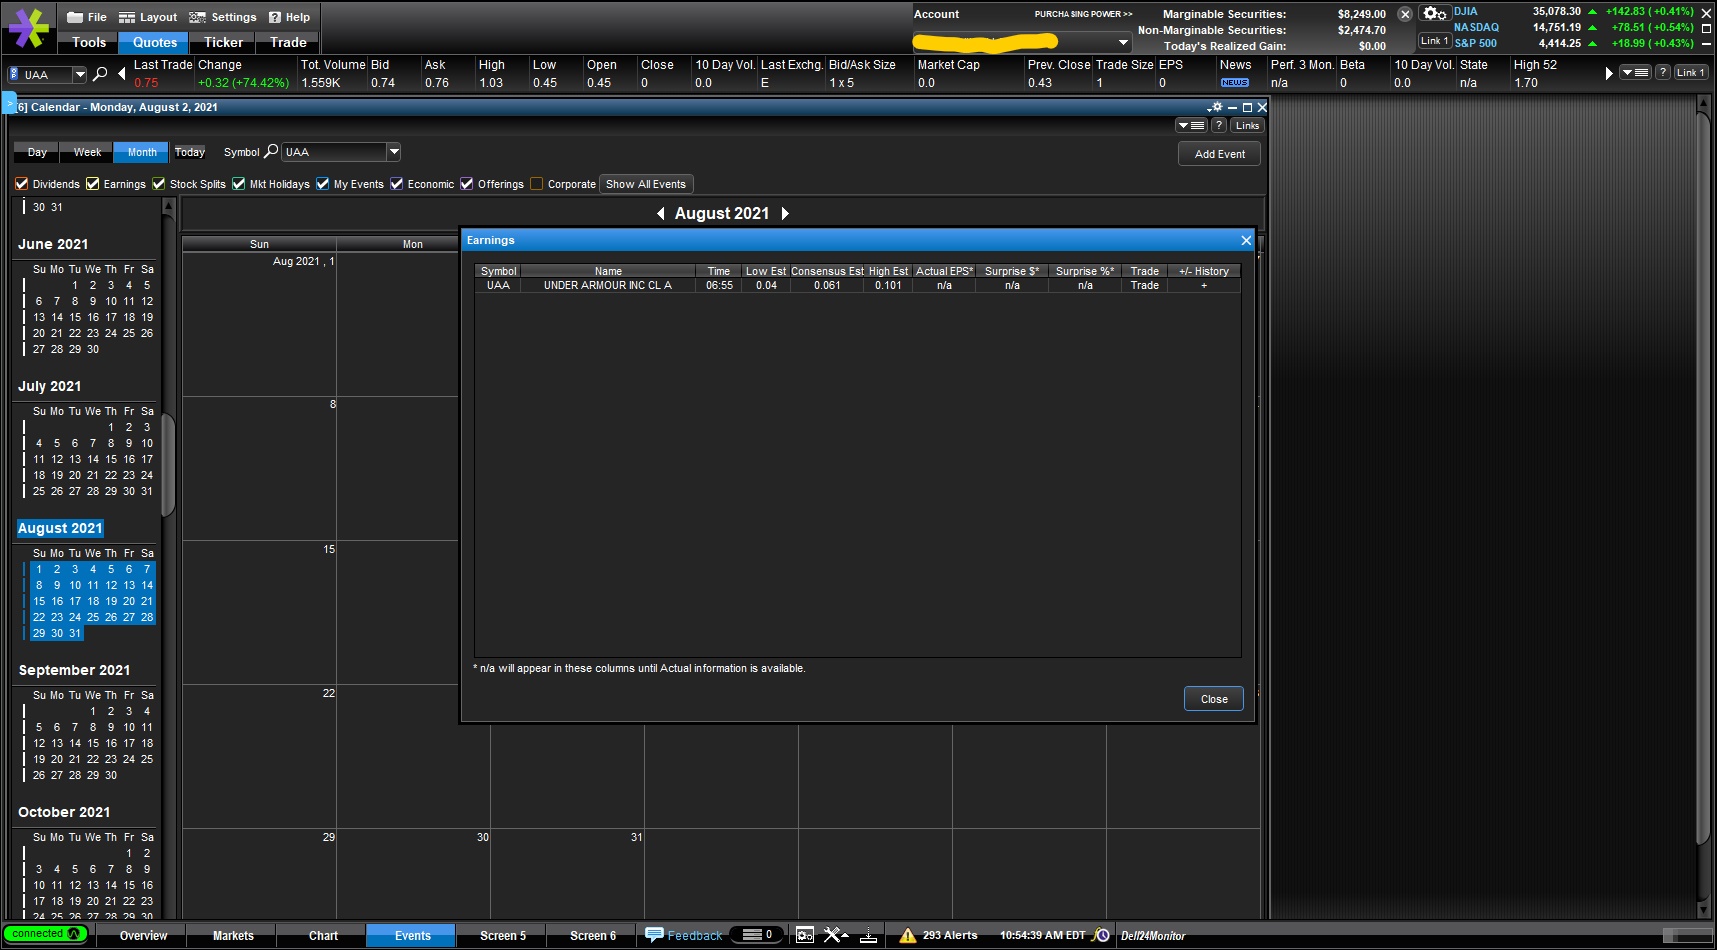 File Layout Settings ? Help
Tools Quotes Ticker Trade
Account PURCHA $ING POWER >>
Marginable Securities: $8,249.00
Non-Marginable Securities: $2,474.70
Today's Realized Gain: $0.00
Link 1
DJIA 35,078.30 +142.83 ( +0.41%)
NASDAQ 14,751.19 +78.51 ( +0.54%)
S&P 500 4,414.25 +18.99 ( +0.43%)
UAA
Last Trade Change Tot. Volume Bid Ask High Low Open Close 10 Day Vol. Last Exchg. Bid/Ask Size Market Cap Prev. Close Trade Size EPS News Perf. 3 Mon. Beta 10 Day Vol. State High 52
0.75 +0.32 (+74.42%) 1.559K 0.74 0.76 1.03 0.45 0.45 0 0.0 E 1 x 5 0.0 0.43 1 0 NEWS n/a 0 0.0 n/a 1.70
? Link 1
> [6] Calendar - Monday, August 2, 2021
? Links
Day Week Month Today Symbol UAA Add Event
Dividends Earnings Stock Splits Mkt Holidays My Events Economic Offerings Corporate Show All Events
30 31
June 2021
Su Mo Tu We Th Fr Sa
1 2 3 4 5
6 7 8 9 10 11 12
13 14 15 16 17 18 19
20 21 22 23 24 25 26
27 28 29 30
July 2021
Su Mo Tu We Th Fr Sa
1 2 3
4 5 6 7 8 9 10
11 12 13 14 15 16 17
18 19 20 21 22 23 24
25 26 27 28 29 30 31
August 2021
Su Mo Tu We Th Fr Sa
1 2 3 4 5 6 7
8 9 10 11 12 13 14
15 16 17 18 19 20 21
22 23 24 25 26 27 28
29 30 31
September 2021
Su Mo Tu We Th Fr Sa
1 2 3 4
5 6 7 8 9 10 11
12 13 14 15 16 17 18
19 20 21 22 23 24 25
26 27 28 29 30
October 2021
Su Mo Tu We Th Fr Sa
1 2
3 4 5 6 7 8 9
10 11 12 13 14 15 16
17 18 19 20 21 22 23
24 25 26 27 28 29 30
August 2021
Sun Mon
Aug 2021 , 1
8
15
22
29 30 31
Earnings
Symbol Name Time Low Est Consensus Est High Est Actual EPS* Surprise $* Surprise %* Trade +/- History
UAA UNDER ARMOUR INC CL A 06:55 0.04 0.061 0.101 n/a n/a n/a Trade +
* n/a will appear in these columns until Actual information is available.
Close
connected Overview Markets Chart Events Screen 5 Screen 6 Feedback 0 293 Alerts 10:54:39 AM EDT Dell24Monitor